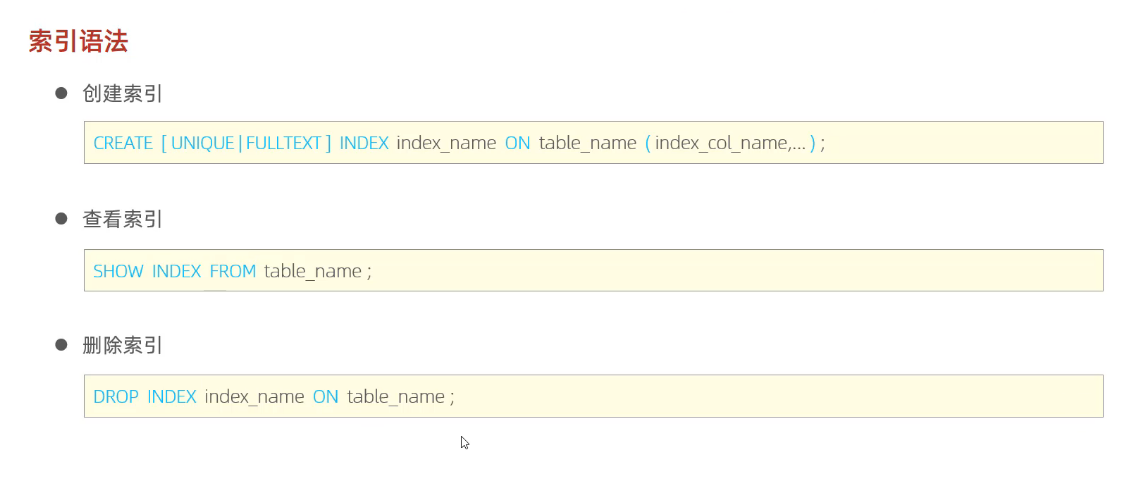 索引语法
● 创建索引
CREATE [ UNIQUE | FULLTEXT ] INDEX index_name ON table_name ( index_col_name,... ) ;
● 查看索引
SHOW INDEX FROM table_name ;
● 删除索引
DROP INDEX index_name ON table_name ;